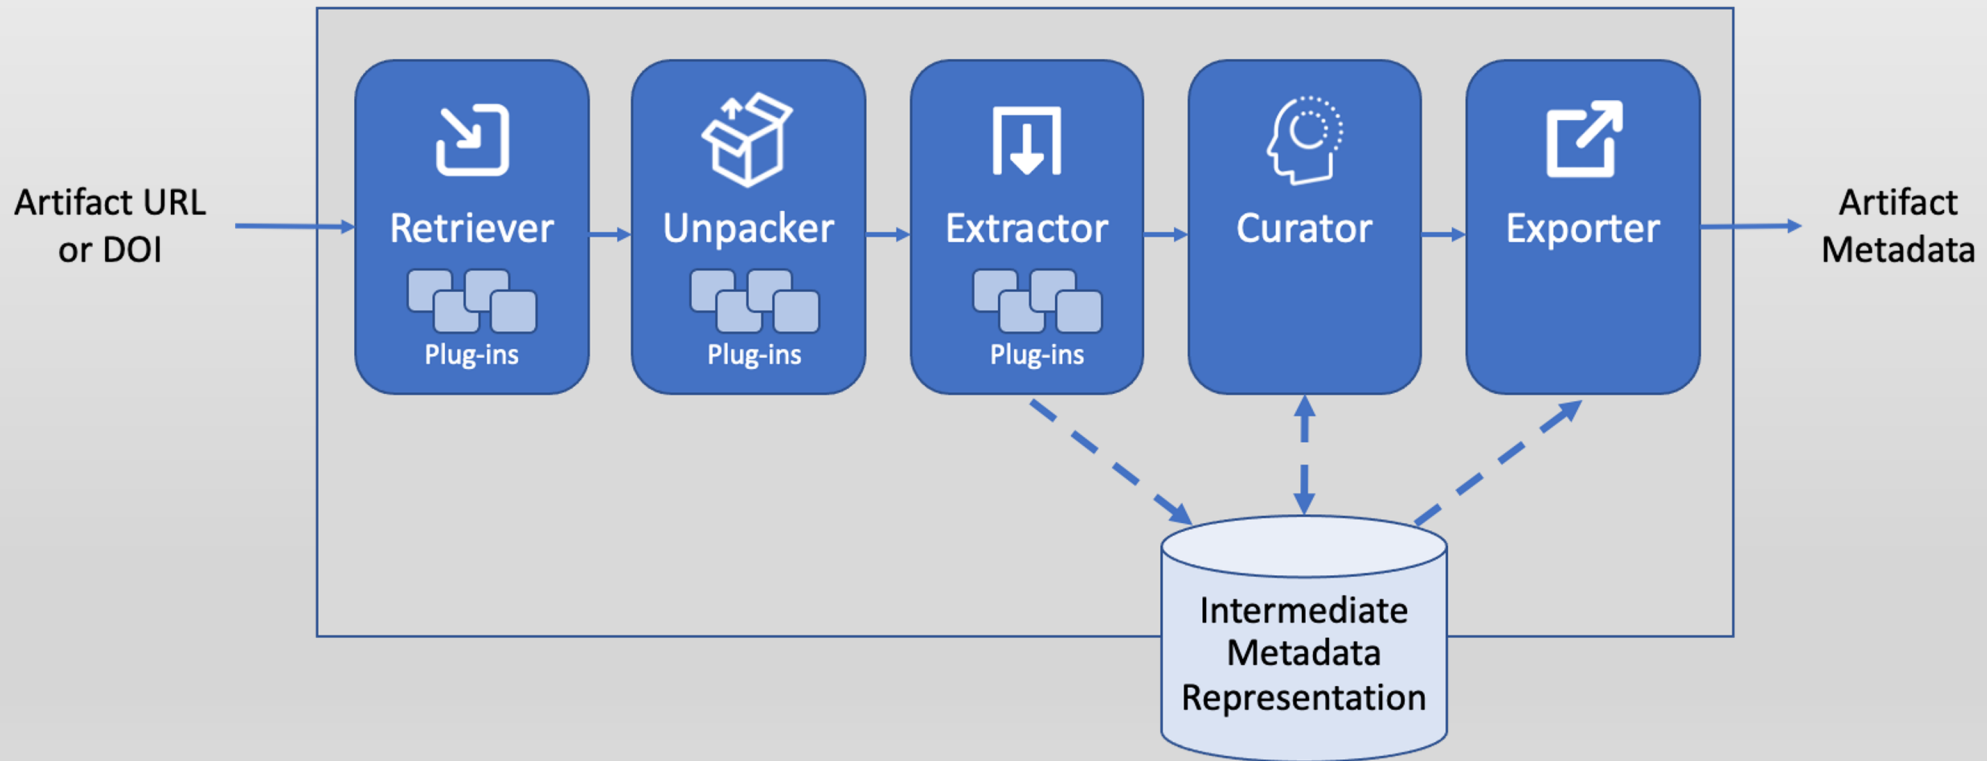 Artifact URL
or DOI
Retriever
Plug-ins
Unpacker
Plug-ins
Extractor
Plug-ins
Curator
Exporter
Artifact
Metadata
Intermediate
Metadata
Representation